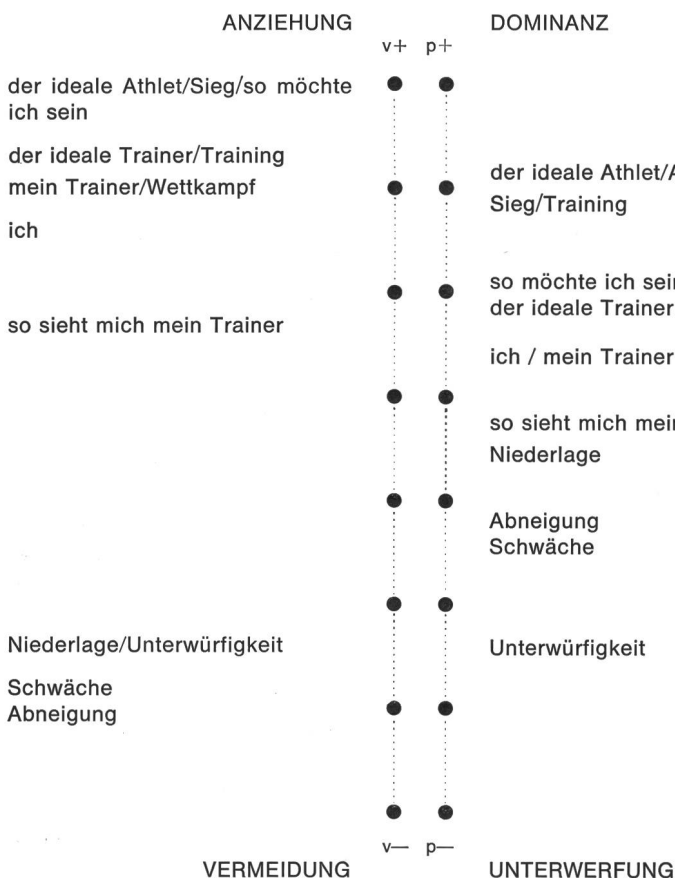 ANZIEHUNG
v+ p+
DOMINANZ
der ideale Athlet/Sieg/so möchte
ich sein
der ideale Trainer/Training
mein Trainer/Wettkampf
ich
so sieht mich mein Trainer
Niederlage/Unterwürfigkeit
Schwäche
Abneigung
der ideale Athlet/
Sieg/Training
so möchte ich sein
der ideale Trainer
ich / mein Trainer
so sieht mich mein
Niederlage
Abneigung
Schwäche
Unterwürfigkeit
v— p—
VERMEIDUNG
UNTERWERFUNG